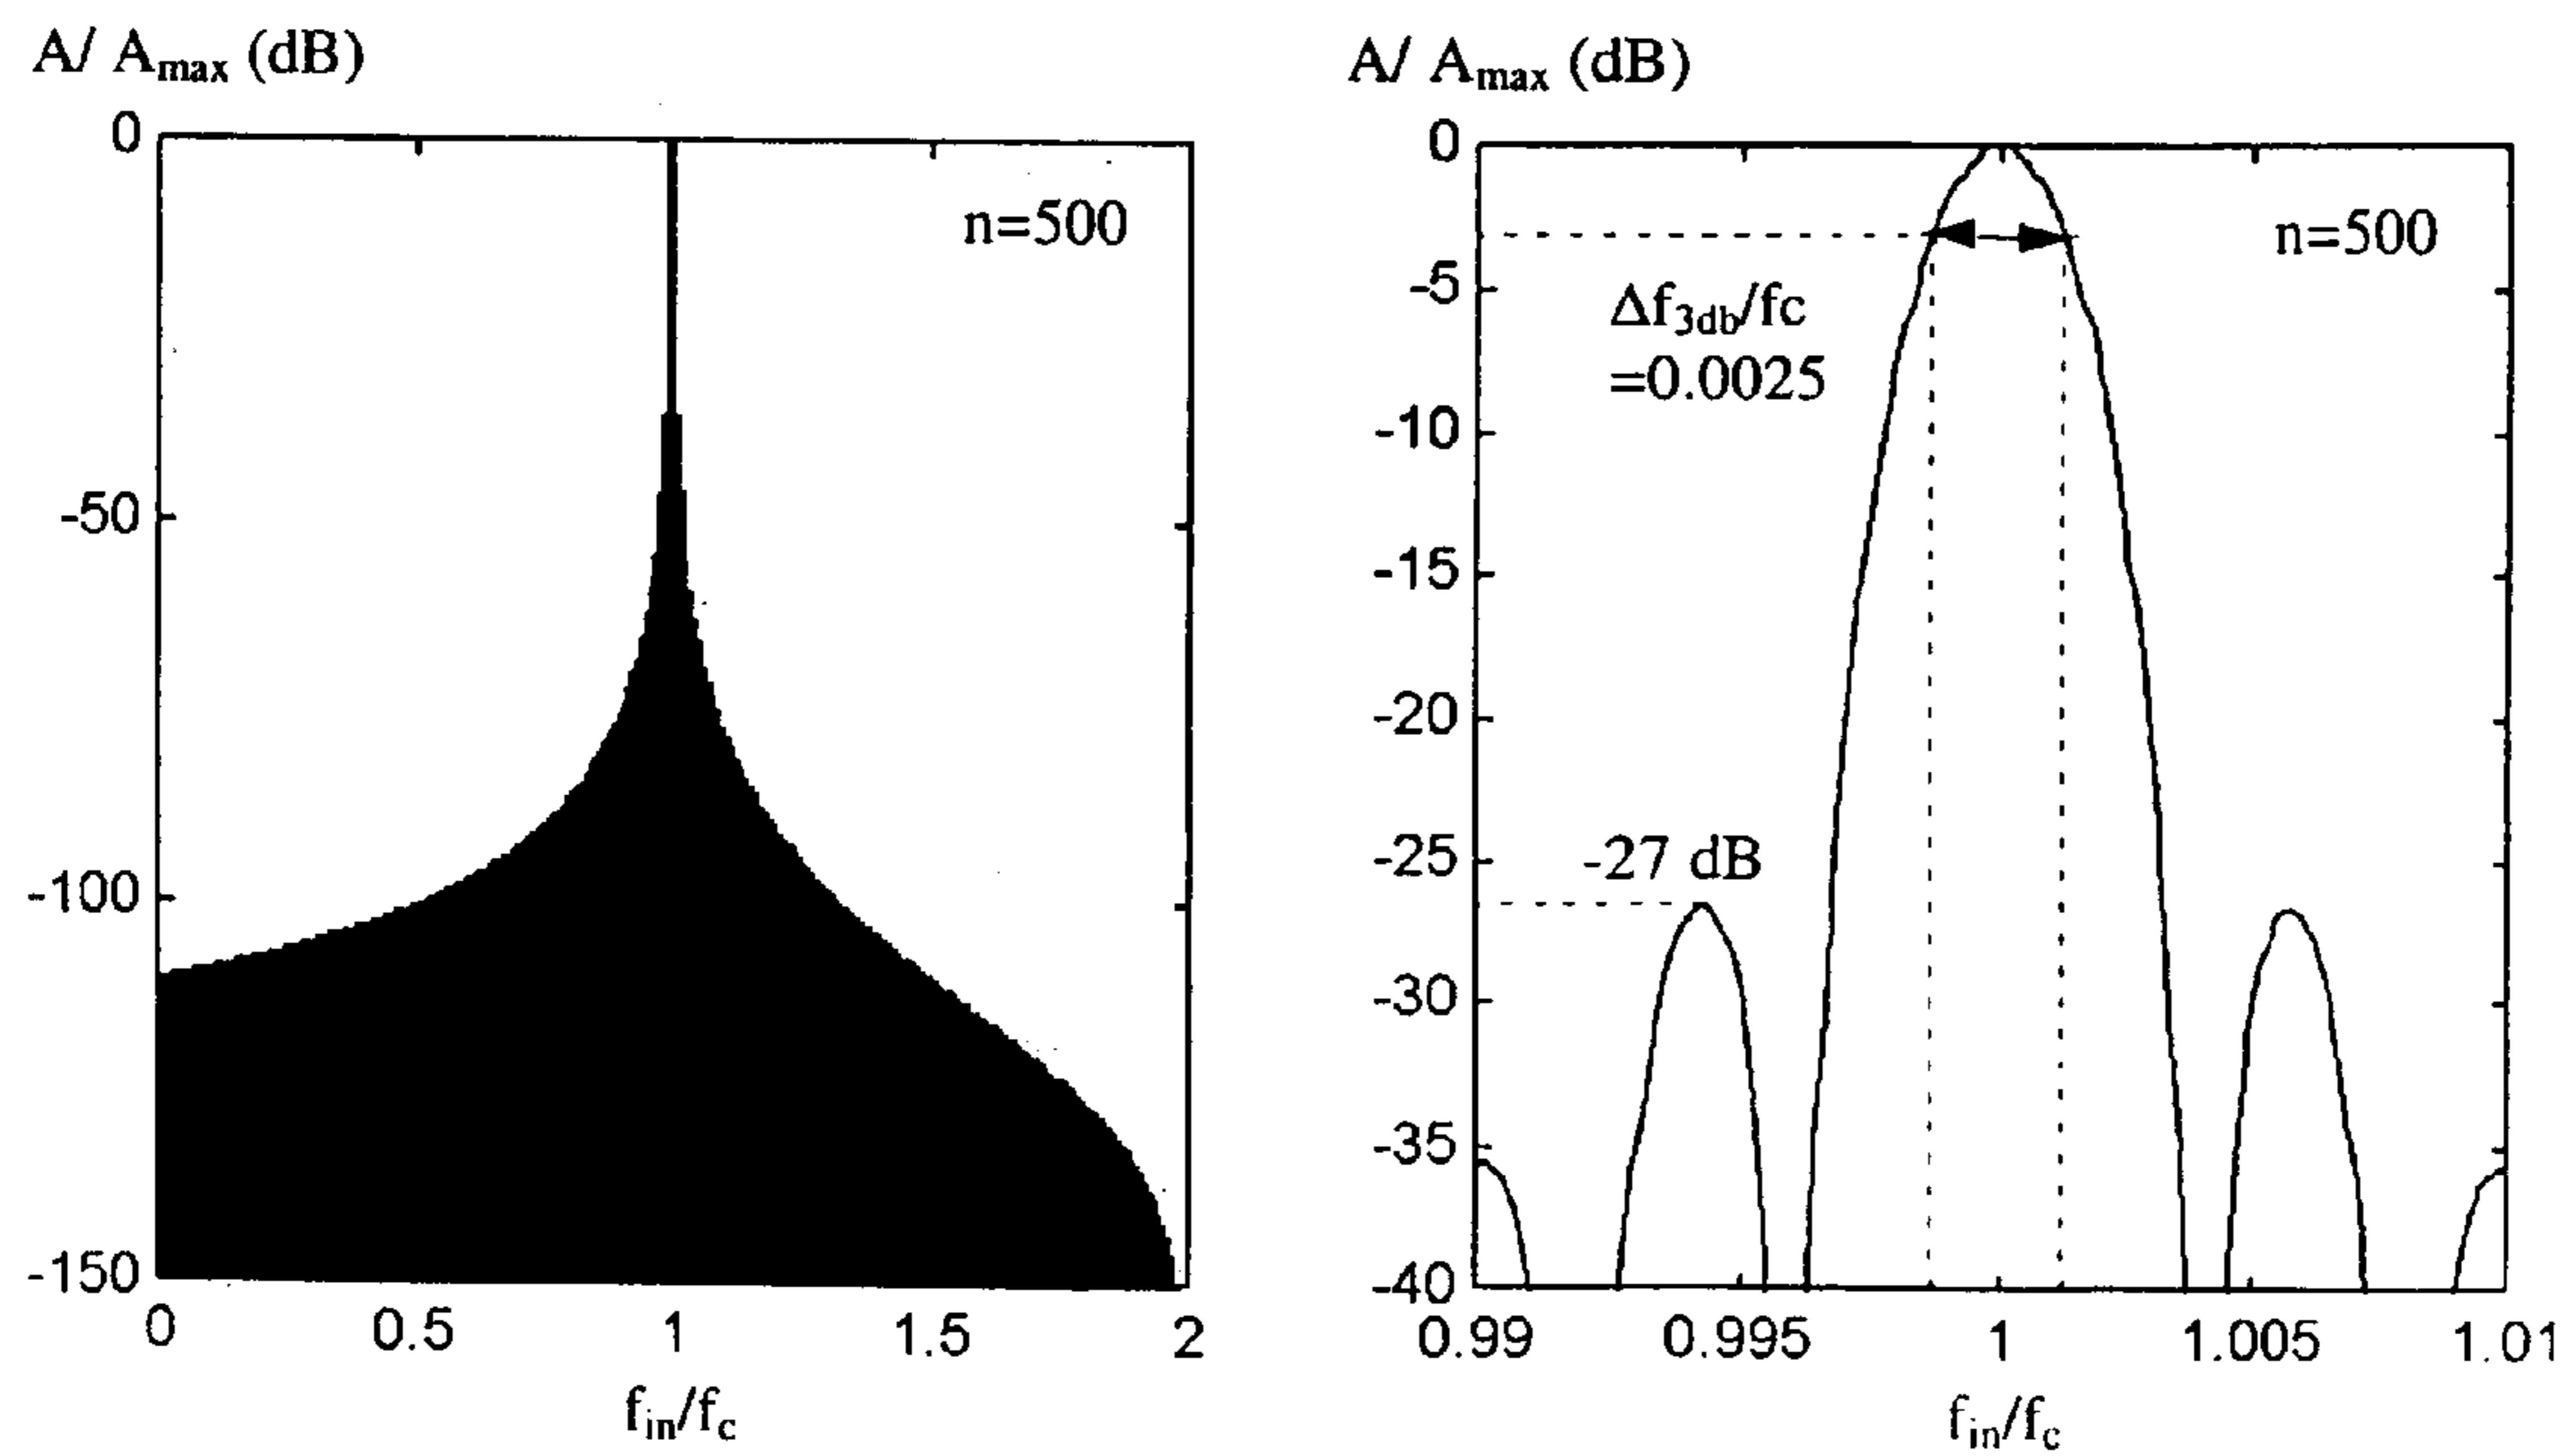 A/ Amax (dB)
0
-50
-100
-150
0 0.5 1 1.5 2
fin/fc
n=500
A/ Amax (dB)
0
-5
-10
-15
-20
-25
-30
-35
-40
0.99 0.995 1 1.005 1.01
fin/fc
n=500
Δf3db/fc
=0.0025
-27 dB